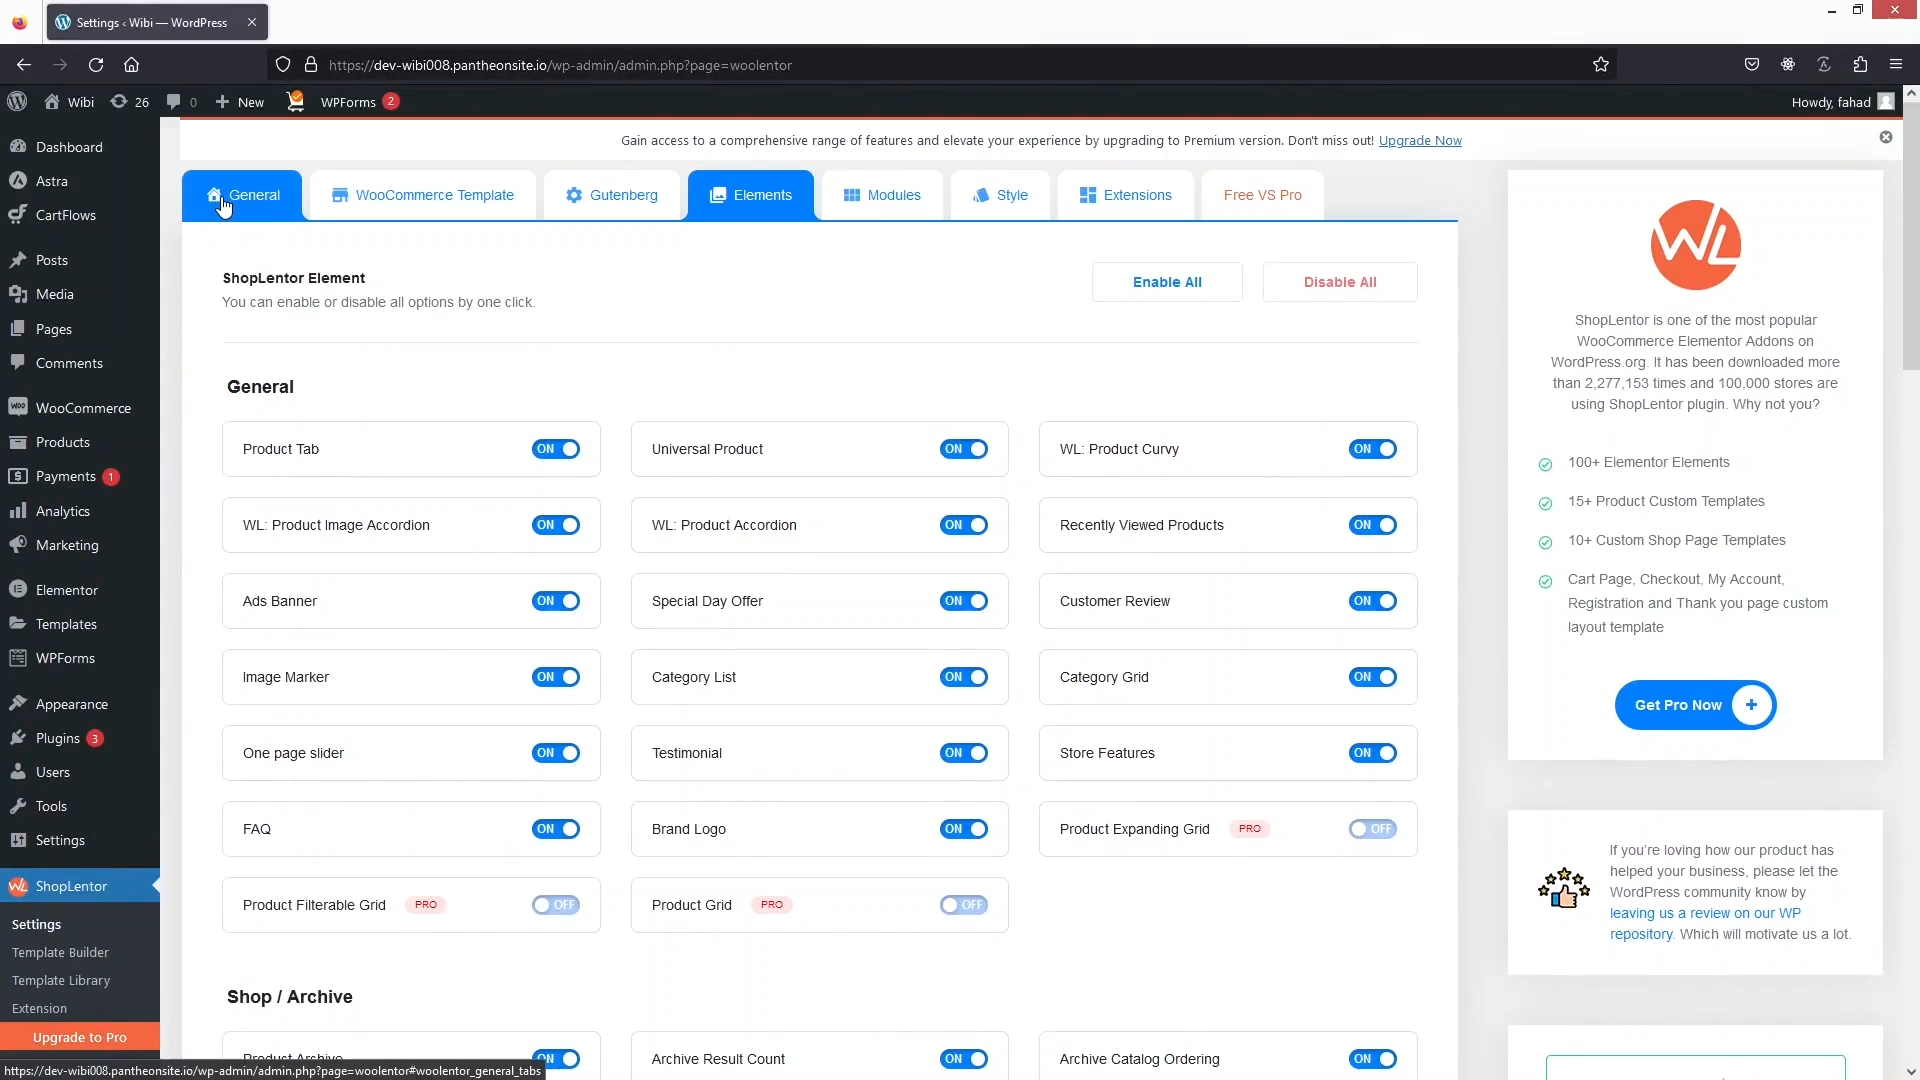 Settings ‹ Wibi — WordPress
https://dev-wibi008.pantheonsite.io/wp-admin/admin.php?page=woolentor
Wibi 26 0 New WPForms 2 Howdy, fahad
Gain access to a comprehensive range of features and elevate your experience by upgrading to Premium version. Don't miss out! Upgrade Now
Dashboard
Astra
CartFlows
Posts
Media
Pages
Comments
WooCommerce
Products
Payments 1
Analytics
Marketing
Elementor
Templates
WPForms
Appearance
Plugins 3
Users
Tools
Settings
WL ShopLentor
Settings
Template Builder
Template Library
Extension
Upgrade to Pro
General WooCommerce Template Gutenberg Elements Modules Style Extensions Free VS Pro
ShopLentor Element
You can enable or disable all options by one click.
Enable All Disable All
General
Product Tab ON Universal Product ON WL: Product Curvy ON
WL: Product Image Accordion ON WL: Product Accordion ON Recently Viewed Products ON
Ads Banner ON Special Day Offer ON Customer Review ON
Image Marker ON Category List ON Category Grid ON
One page slider ON Testimonial ON Store Features ON
FAQ ON Brand Logo ON Product Expanding Grid PRO OFF
Product Filterable Grid PRO OFF Product Grid PRO OFF
Shop / Archive
Product Archive ON Archive Result Count ON Archive Catalog Ordering ON
WL
ShopLentor is one of the most popular
WooCommerce Elementor Addons on
WordPress.org. It has been downloaded more
than 2,277,153 times and 100,000 stores are
using ShopLentor plugin. Why not you?
100+ Elementor Elements
15+ Product Custom Templates
10+ Custom Shop Page Templates
Cart Page, Checkout, My Account,
Registration and Thank you page custom
layout template
Get Pro Now +
If you're loving how our product has
helped your business, please let the
WordPress community know by
leaving us a review on our WP
repository. Which will motivate us a lot.
https://dev-wibi008.pantheonsite.io/wp-admin/admin.php?page=woolentor#woolentor_general_tabs